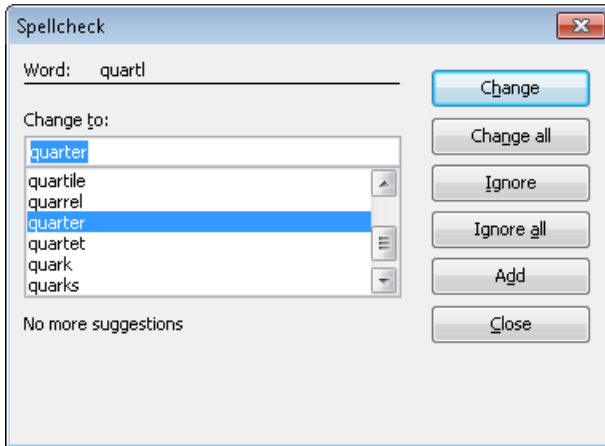 Spellcheck
Word: quartl
Change to:
quarter
quartile
quarrel
quarter
quartet
quark
quarks
No more suggestions
Change
Change all
Ignore
Ignore all
Add
Close